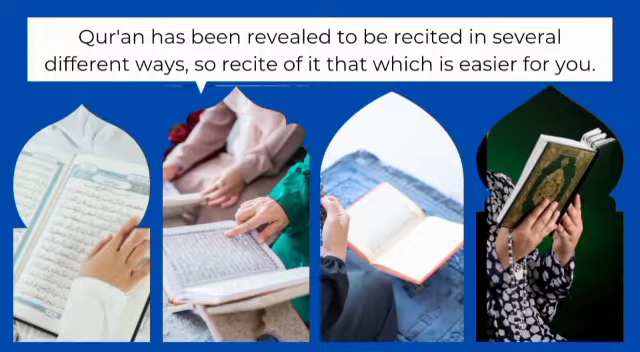 Qur'an has been revealed to be recited in several
different ways, so recite of it that which is easier for you.